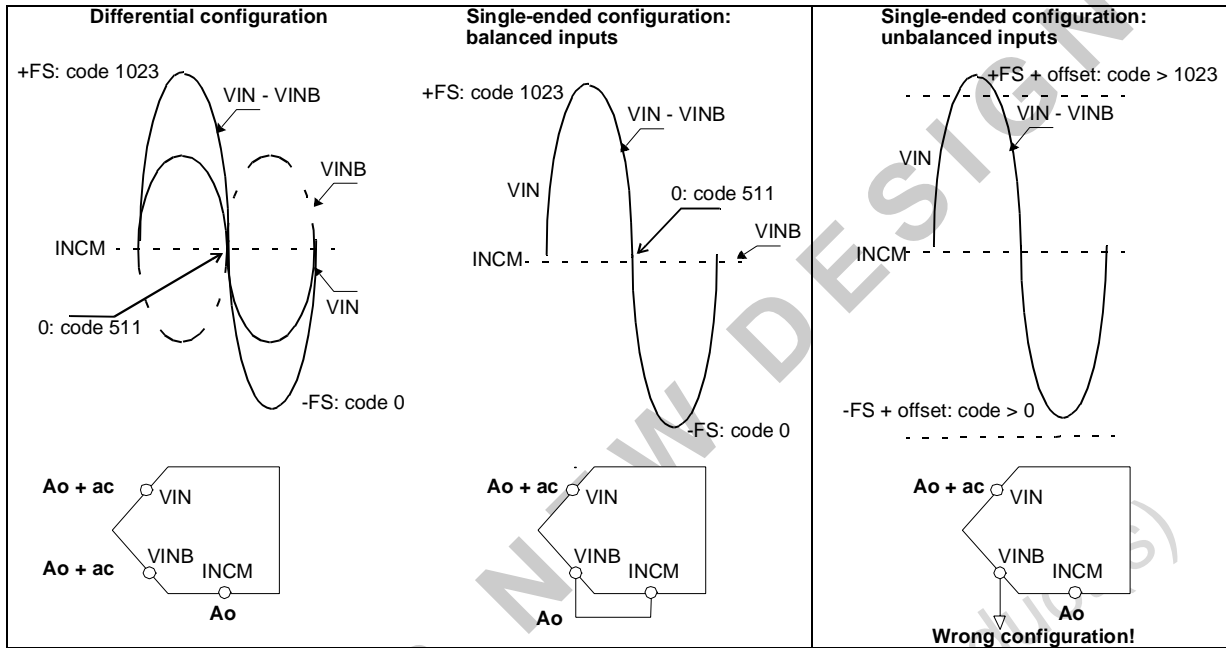 Differential configuration
+FS: code 1023
VIN - VINB
VINB
INCM
VIN
0: code 511
-FS: code 0
Ao + ac
VIN
Ao + ac
VINB
INCM
Ao
Single-ended configuration:
balanced inputs
+FS: code 1023
VIN - VINB
VIN
0: code 511
VINB
INCM
-FS: code 0
Ao + ac
VIN
VINB
INCM
Ao
Single-ended configuration:
unbalanced inputs
+FS + offset: code > 1023
VIN - VINB
VIN
INCM
-FS + offset: code > 0
Ao + ac
VIN
VINB
INCM
Ao
Wrong configuration!
DESIGN